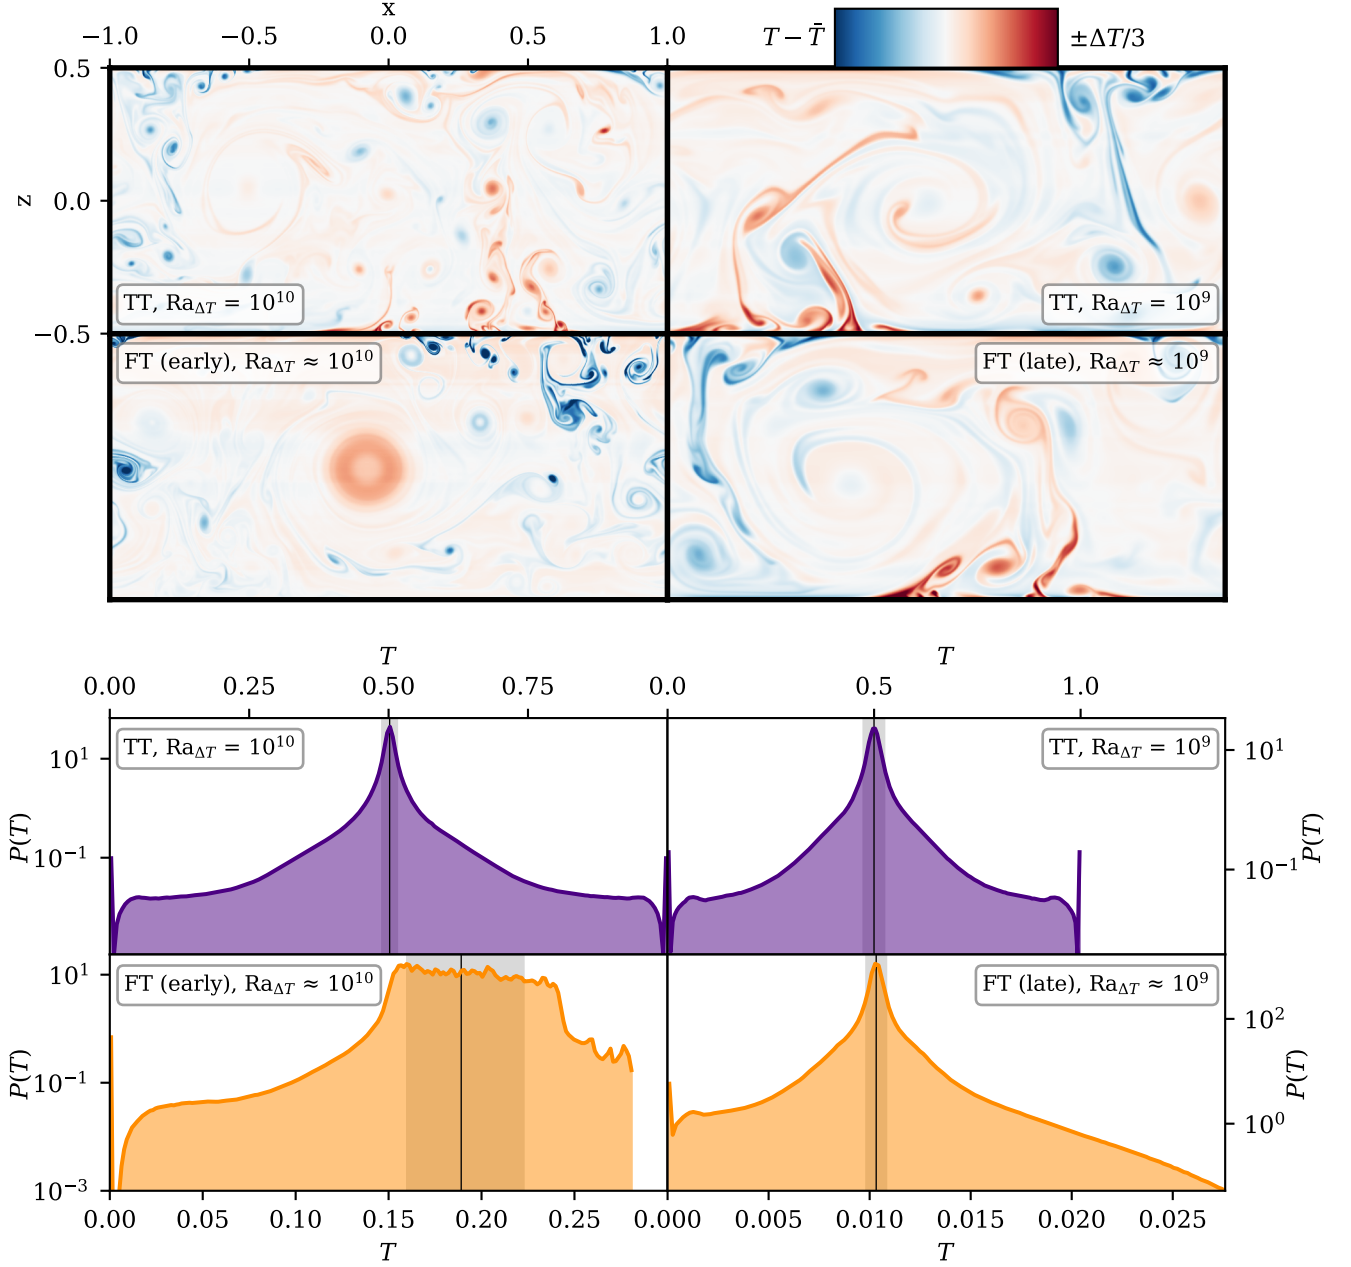 x
−1.0 −0.5 0.0 0.5 1.0
T − T̄ ±ΔT/3
0.5
z
0.0
−0.5
TT, Ra_ΔT = 10^10
TT, Ra_ΔT = 10^9
FT (early), Ra_ΔT ≈ 10^10
FT (late), Ra_ΔT ≈ 10^9
T T
0.00 0.25 0.50 0.75 0.0 0.5 1.0
TT, Ra_ΔT = 10^10
TT, Ra_ΔT = 10^9
10^1
10^−1
P(T)
10^1
10^−1
P(T)
FT (early), Ra_ΔT ≈ 10^10
FT (late), Ra_ΔT ≈ 10^9
10^1
10^−1
10^−3
P(T)
10^2
10^0
P(T)
0.00 0.05 0.10 0.15 0.20 0.25 0.000 0.005 0.010 0.015 0.020 0.025
T T